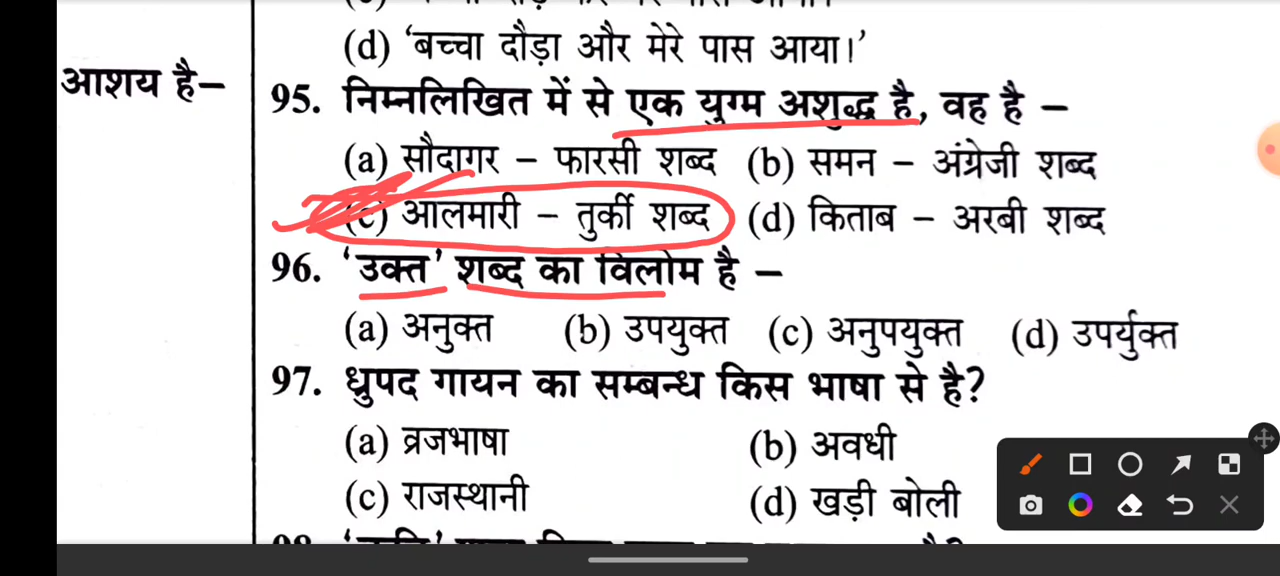 (d) 'बच्चा दौड़ा और मेरे पास आया।'
आशय है–
95. निम्नलिखित में से एक युग्म अशुद्ध है, वह है –
(a) सौदागर – फारसी शब्द (b) समन – अंग्रेजी शब्द
(c) आलमारी – तुर्की शब्द (d) किताब – अरबी शब्द
96. 'उक्त' शब्द का विलोम है –
(a) अनुक्त (b) उपयुक्त (c) अनुपयुक्त (d) उपर्युक्त
97. ध्रुपद गायन का सम्बन्ध किस भाषा से है?
(a) व्रजभाषा (b) अवधी
(c) राजस्थानी (d) खड़ी बोली